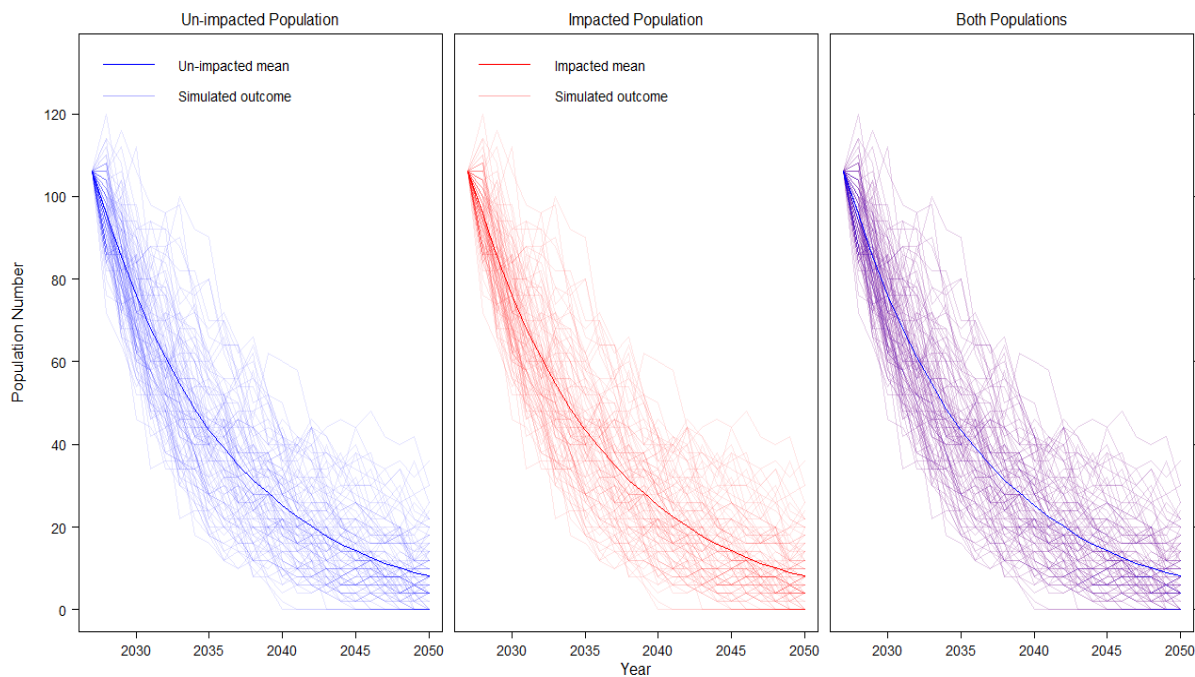 Un-impacted Population
Impacted Population
Both Populations
Un-impacted mean
Simulated outcome
Impacted mean
Simulated outcome
Population Number
120
100
80
60
40
20
0
2030 2035 2040 2045 2050
2030 2035 2040 2045 2050
2030 2035 2040 2045 2050
Year